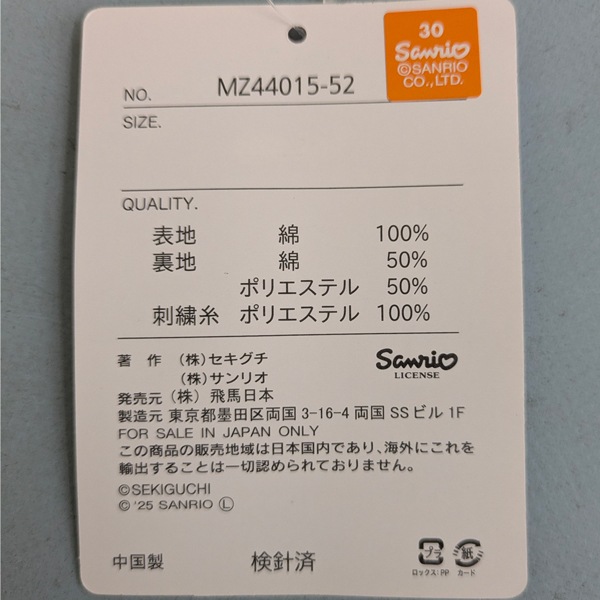 30
Sanrio
©SANRIO
CO.,LTD.
NO. MZ44015-52
SIZE.
QUALITY.
表地 綿 100%
裏地 綿 50%
ポリエステル 50%
刺繍糸 ポリエステル 100%
著 作 (株)セキグチ
(株)サンリオ
Sanrio
LICENSE
発売元 (株) 飛馬日本
製造元 東京都墨田区両国 3-16-4 両国 SS ビル 1F
FOR SALE IN JAPAN ONLY
この商品の販売地域は日本国内であり、海外にこれを
輸出することは一切認められておりません。
©SEKIGUCHI
© '25 SANRIO Ⓛ
中国製 検針済
プラ 紙
ロックス:PP カード